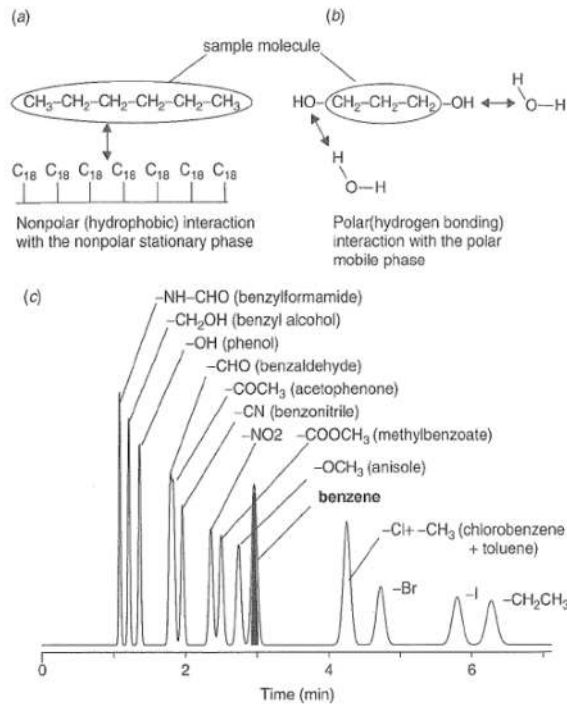 (a)
(b)
sample molecule
CH₃–CH₂–CH₂–CH₂–CH₂–CH₃
HO–CH₂–CH₂–CH₂–OH
H
O–H
H
O–H
C₁₈ C₁₈ C₁₈ C₁₈ C₁₈ C₁₈ C₁₈
Nonpolar (hydrophobic) interaction
with the nonpolar stationary phase
Polar(hydrogen bonding)
interaction with the polar
mobile phase
(c)
–NH–CHO (benzylformamide)
–CH₂OH (benzyl alcohol)
–OH (phenol)
–CHO (benzaldehyde)
–COCH₃ (acetophenone)
–CN (benzonitrile)
–NO2 –COOCH₃ (methylbenzoate)
–OCH₃ (anisole)
benzene
–Cl+ –CH₃ (chlorobenzene
+ toluene)
–Br
–I
–CH₂CH₃
0 2 4 6
Time (min)